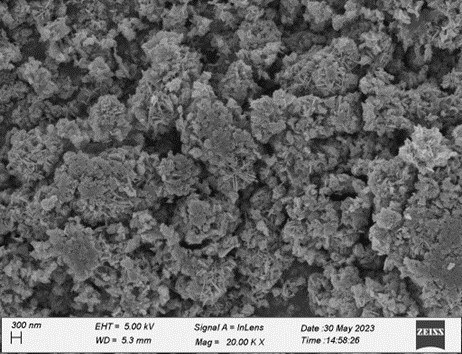 300 nm EHT = 5.00 kV Signal A = InLens Date :30 May 2023 ZEISS
WD = 5.3 mm Mag = 20.00 K X Time :14:58:26